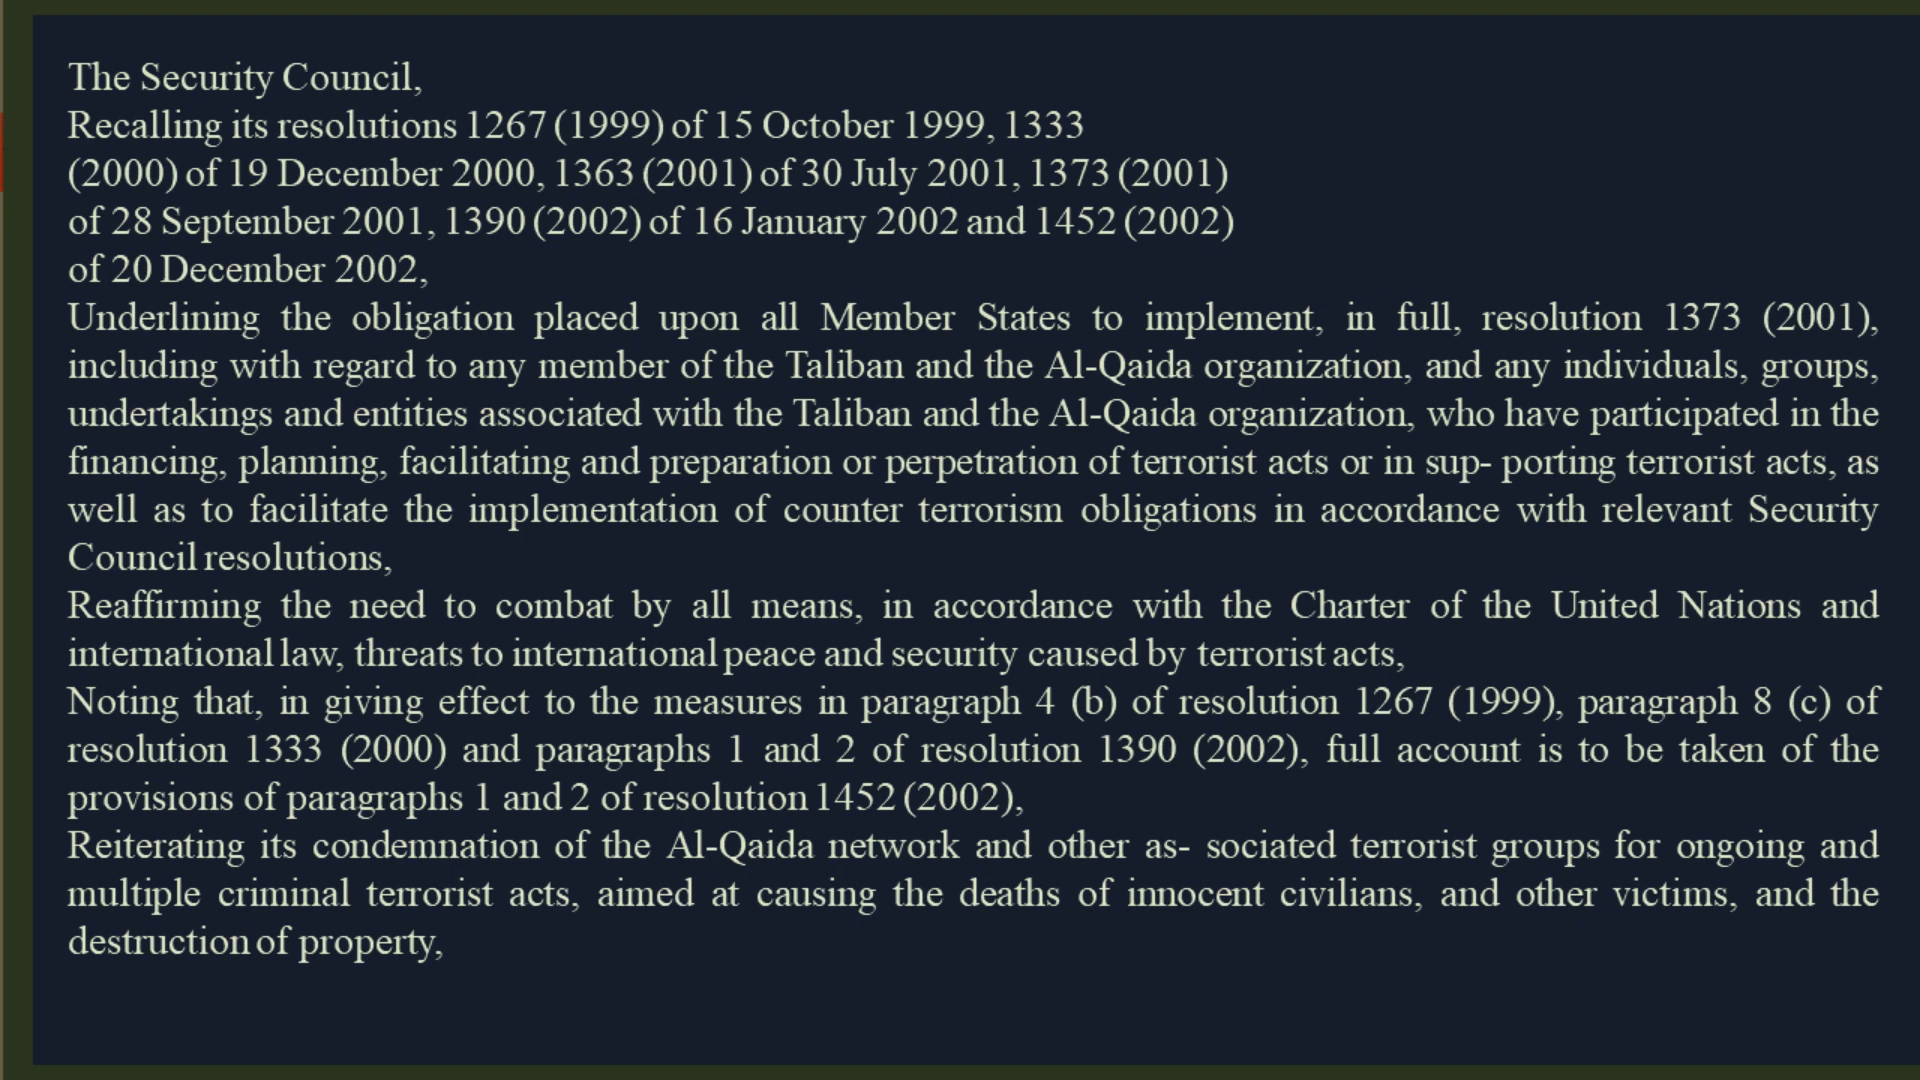 The Security Council,
Recalling its resolutions 1267 (1999) of 15 October 1999, 1333
(2000) of 19 December 2000, 1363 (2001) of 30 July 2001, 1373 (2001)
of 28 September 2001, 1390 (2002) of 16 January 2002 and 1452 (2002)
of 20 December 2002,
Underlining the obligation placed upon all Member States to implement, in full, resolution 1373 (2001),
including with regard to any member of the Taliban and the Al-Qaida organization, and any individuals, groups,
undertakings and entities associated with the Taliban and the Al-Qaida organization, who have participated in the
financing, planning, facilitating and preparation or perpetration of terrorist acts or in sup- porting terrorist acts, as
well as to facilitate the implementation of counter terrorism obligations in accordance with relevant Security
Council resolutions,
Reaffirming the need to combat by all means, in accordance with the Charter of the United Nations and
international law, threats to international peace and security caused by terrorist acts,
Noting that, in giving effect to the measures in paragraph 4 (b) of resolution 1267 (1999), paragraph 8 (c) of
resolution 1333 (2000) and paragraphs 1 and 2 of resolution 1390 (2002), full account is to be taken of the
provisions of paragraphs 1 and 2 of resolution 1452 (2002),
Reiterating its condemnation of the Al-Qaida network and other as- sociated terrorist groups for ongoing and
multiple criminal terrorist acts, aimed at causing the deaths of innocent civilians, and other victims, and the
destruction of property,